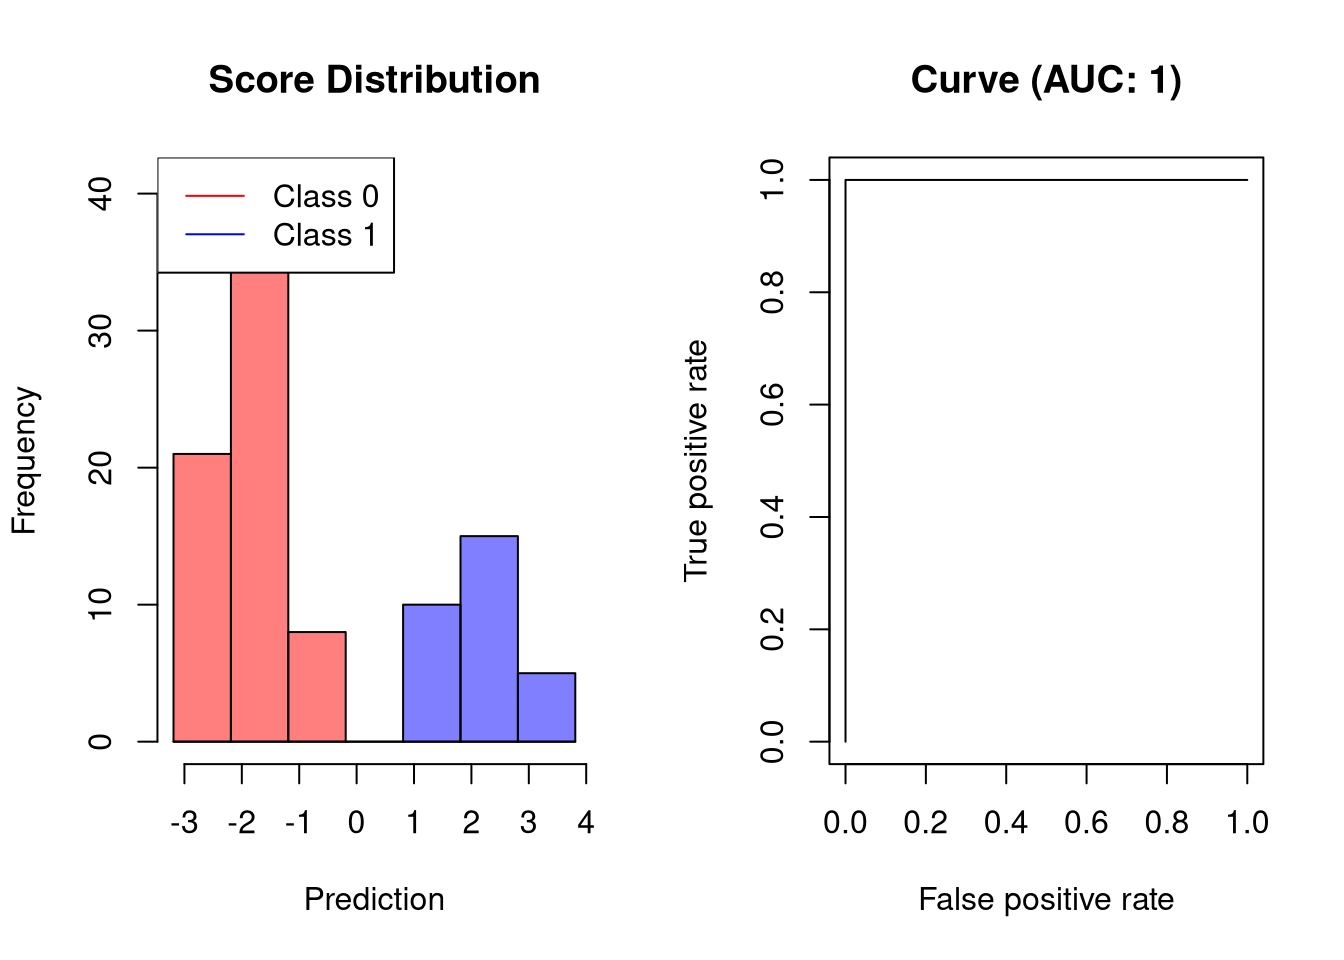 Score Distribution
Class 0
Class 1
Frequency
0
10
20
30
40
-3 -2 -1 0 1 2 3 4
Prediction
Curve (AUC: 1)
True positive rate
0.0
0.2
0.4
0.6
0.8
1.0
0.0 0.2 0.4 0.6 0.8 1.0
False positive rate